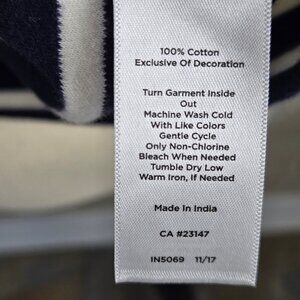 100% Cotton
Exclusive Of Decoration
Turn Garment Inside
Out
Machine Wash Cold
With Like Colors
Gentle Cycle
Only Non-Chlorine
Bleach When Needed
Tumble Dry Low
Warm Iron, If Needed
Made In India
CA #23147
IN5069 11/17